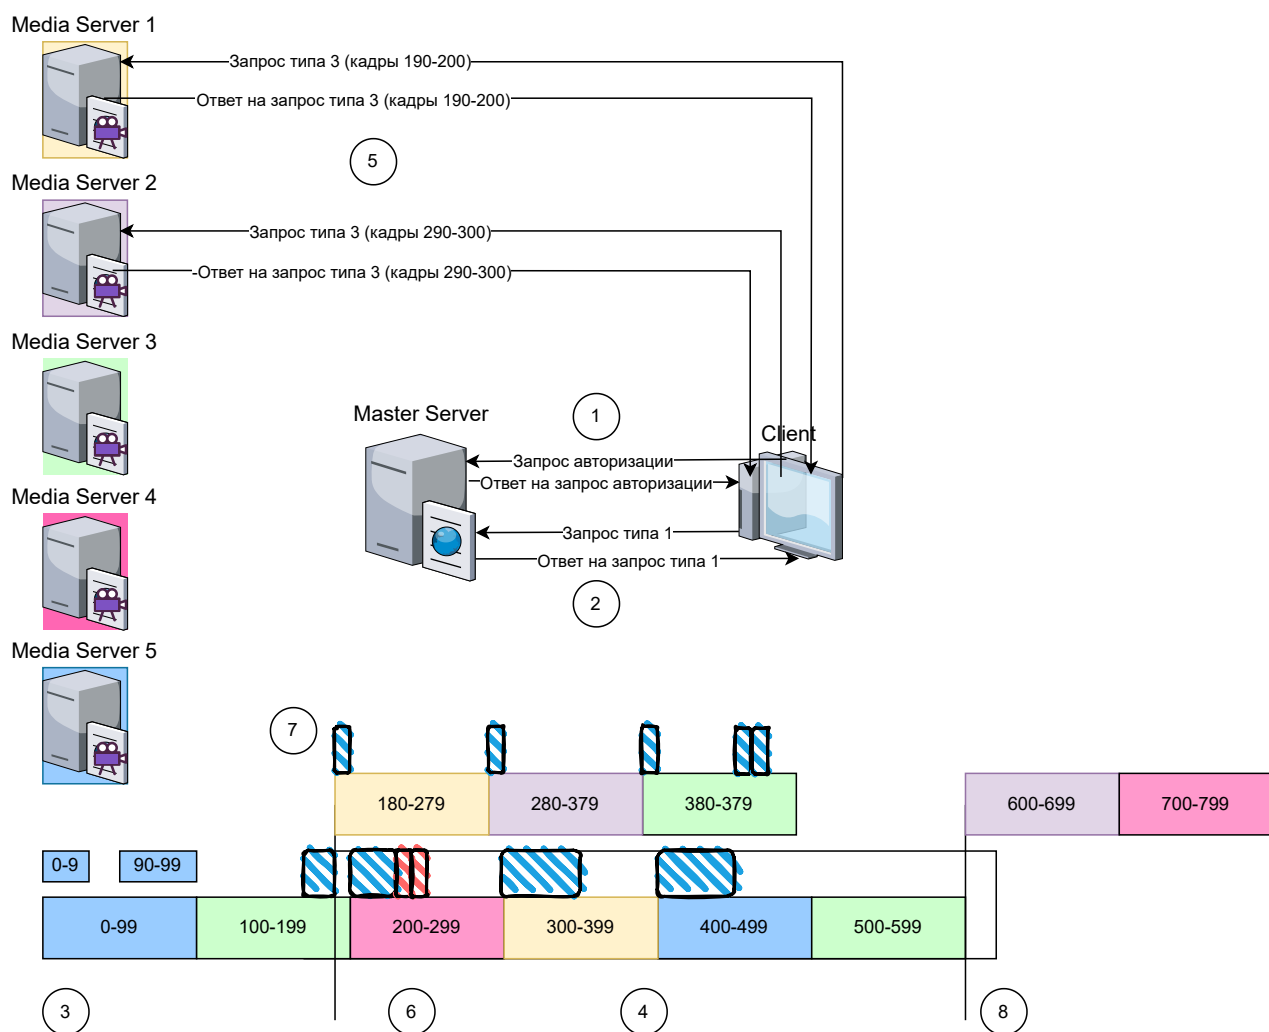 Media Server 1
Запрос типа 3 (кадры 190-200)
Ответ на запрос типа 3 (кадры 190-200)
5
Media Server 2
Запрос типа 3 (кадры 290-300)
-Ответ на запрос типа 3 (кадры 290-300)
Media Server 3
Master Server
1
Client
Запрос авторизации
Ответ на запрос авторизации
Media Server 4
Запрос типа 1
Ответ на запрос типа 1
2
Media Server 5
7
180-279
280-379
380-379
600-699
700-799
0-9
90-99
0-99
100-199
200-299
300-399
400-499
500-599
3
6
4
8